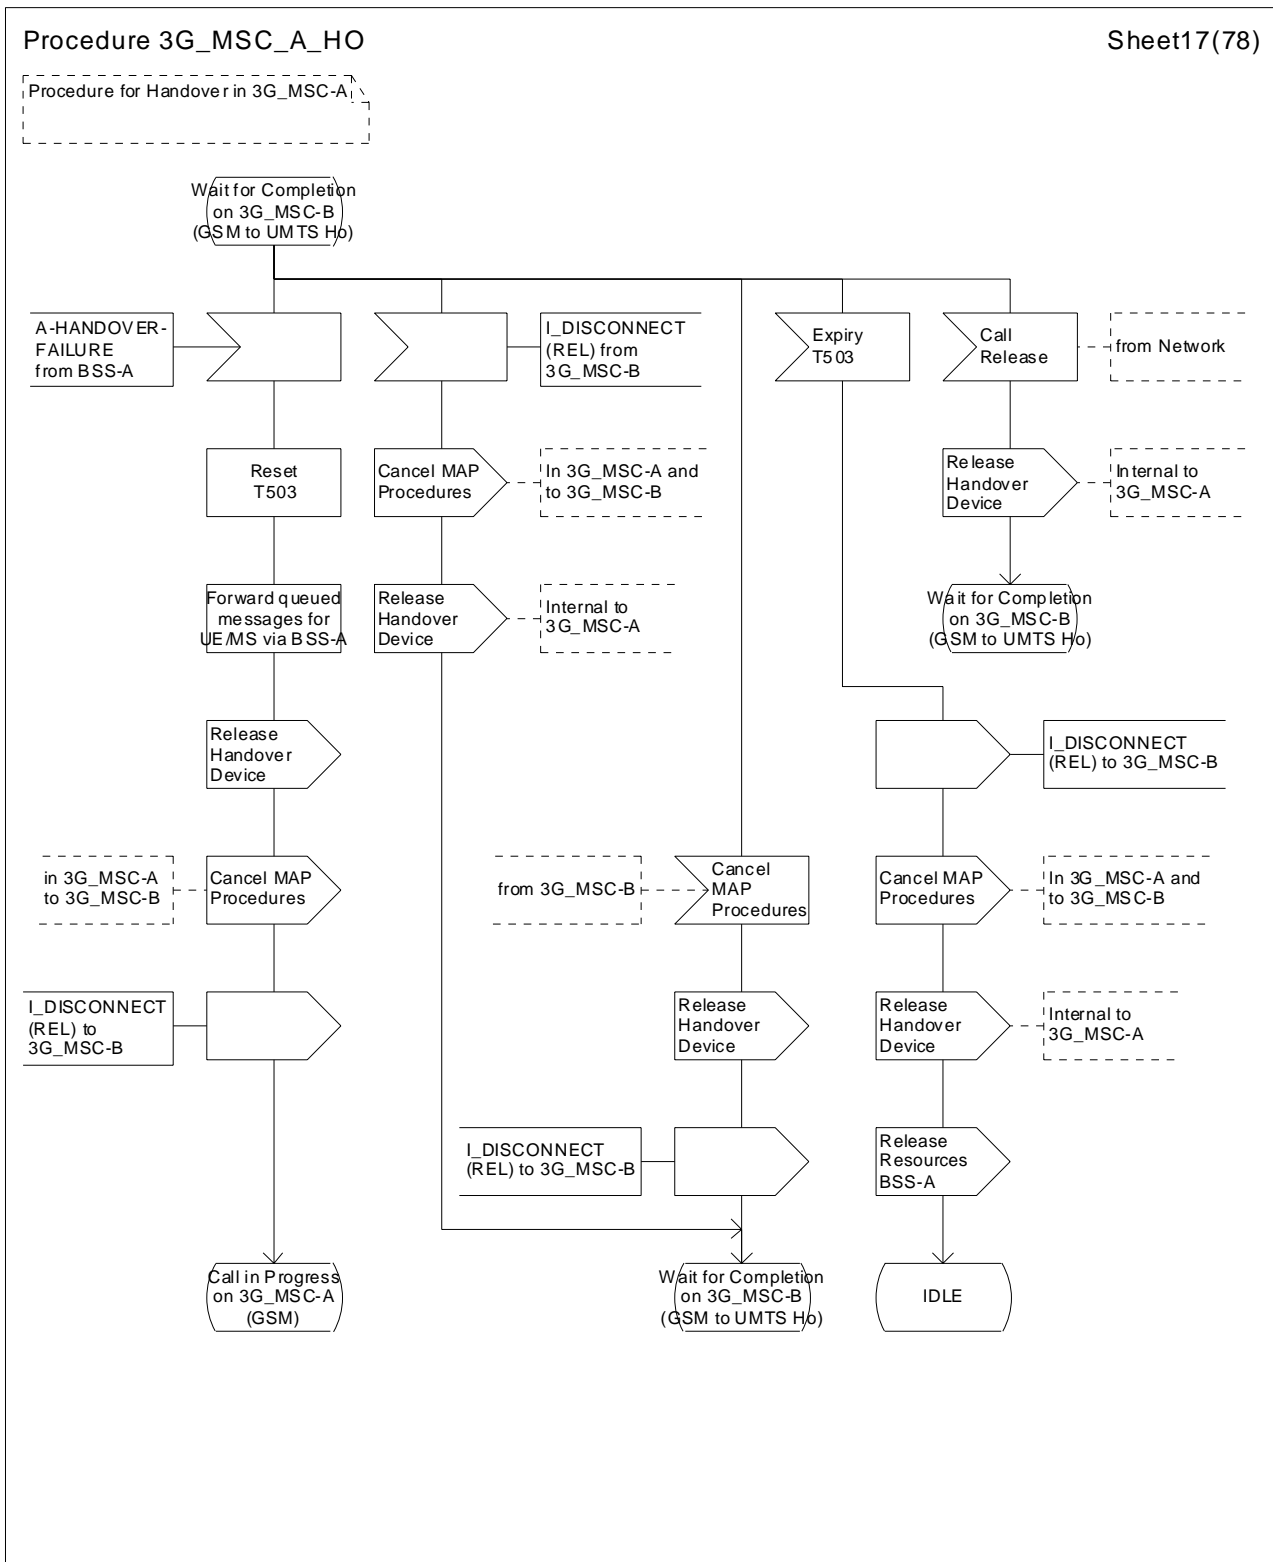 Procedure 3G_MSC_A_HO
Sheet17(78)
Procedure for Handover in 3G_MSC-A
Wait for Completion
on 3G_MSC-B
(GSM to UMTS Ho)
A-HANDOVER-
FAILURE
from BSS-A
I_DISCONNECT
(REL) from
3G_MSC-B
Expiry
T503
Call
Release
from Network
Reset
T503
Cancel MAP
Procedures
In 3G_MSC-A and
to 3G_MSC-B
Release
Handover
Device
Internal to
3G_MSC-A
Forward queued
messages for
UE/MS via BSS-A
Release
Handover
Device
Internal to
3G_MSC-A
Wait for Completion
on 3G_MSC-B
(GSM to UMTS Ho)
Release
Handover
Device
I_DISCONNECT
(REL) to 3G_MSC-B
in 3G_MSC-A
to 3G_MSC-B
Cancel MAP
Procedures
from 3G_MSC-B
Cancel
MAP
Procedures
Cancel MAP
Procedures
In 3G_MSC-A and
to 3G_MSC-B
I_DISCONNECT
(REL) to
3G_MSC-B
Release
Handover
Device
Release
Handover
Device
Internal to
3G_MSC-A
I_DISCONNECT
(REL) to 3G_MSC-B
Release
Resources
BSS-A
Call in Progress
on 3G_MSC-A
(GSM)
Wait for Completion
on 3G_MSC-B
(GSM to UMTS Ho)
IDLE